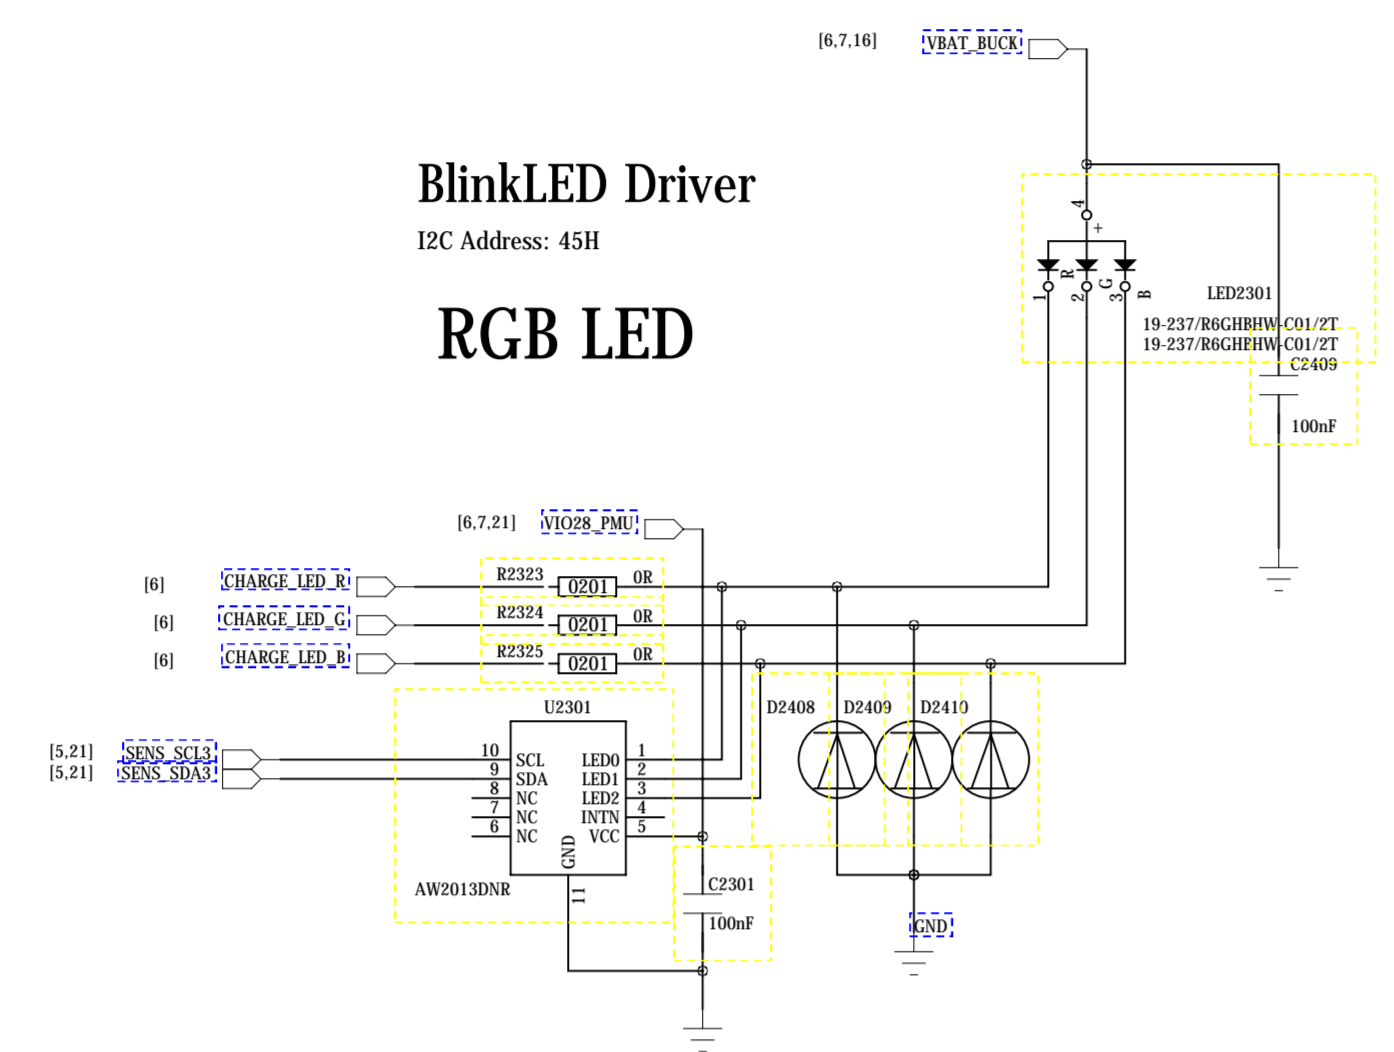 [6,7,16] VBAT_BUCK
BlinkLED Driver
I2C Address: 45H
RGB LED
4
+
R
G
B
1
2
3
LED2301
19-237/R6GHBHW-C01/2T
19-237/R6GHBHW-C01/2T
C2409
100nF
[6,7,21] VIO28_PMU
[6] CHARGE_LED_R R2323 0201 0R
[6] CHARGE_LED_G R2324 0201 0R
[6] CHARGE_LED_B R2325 0201 0R
U2301
D2408 D2409 D2410
[5,21] SENS_SCL3 10 SCL LED0 1
[5,21] SENS_SDA3 9 SDA LED1 2
8 NC LED2 3
7 NC INTN 4
6 NC VCC 5
GND
11
AW2013DNR
C2301
100nF
GND